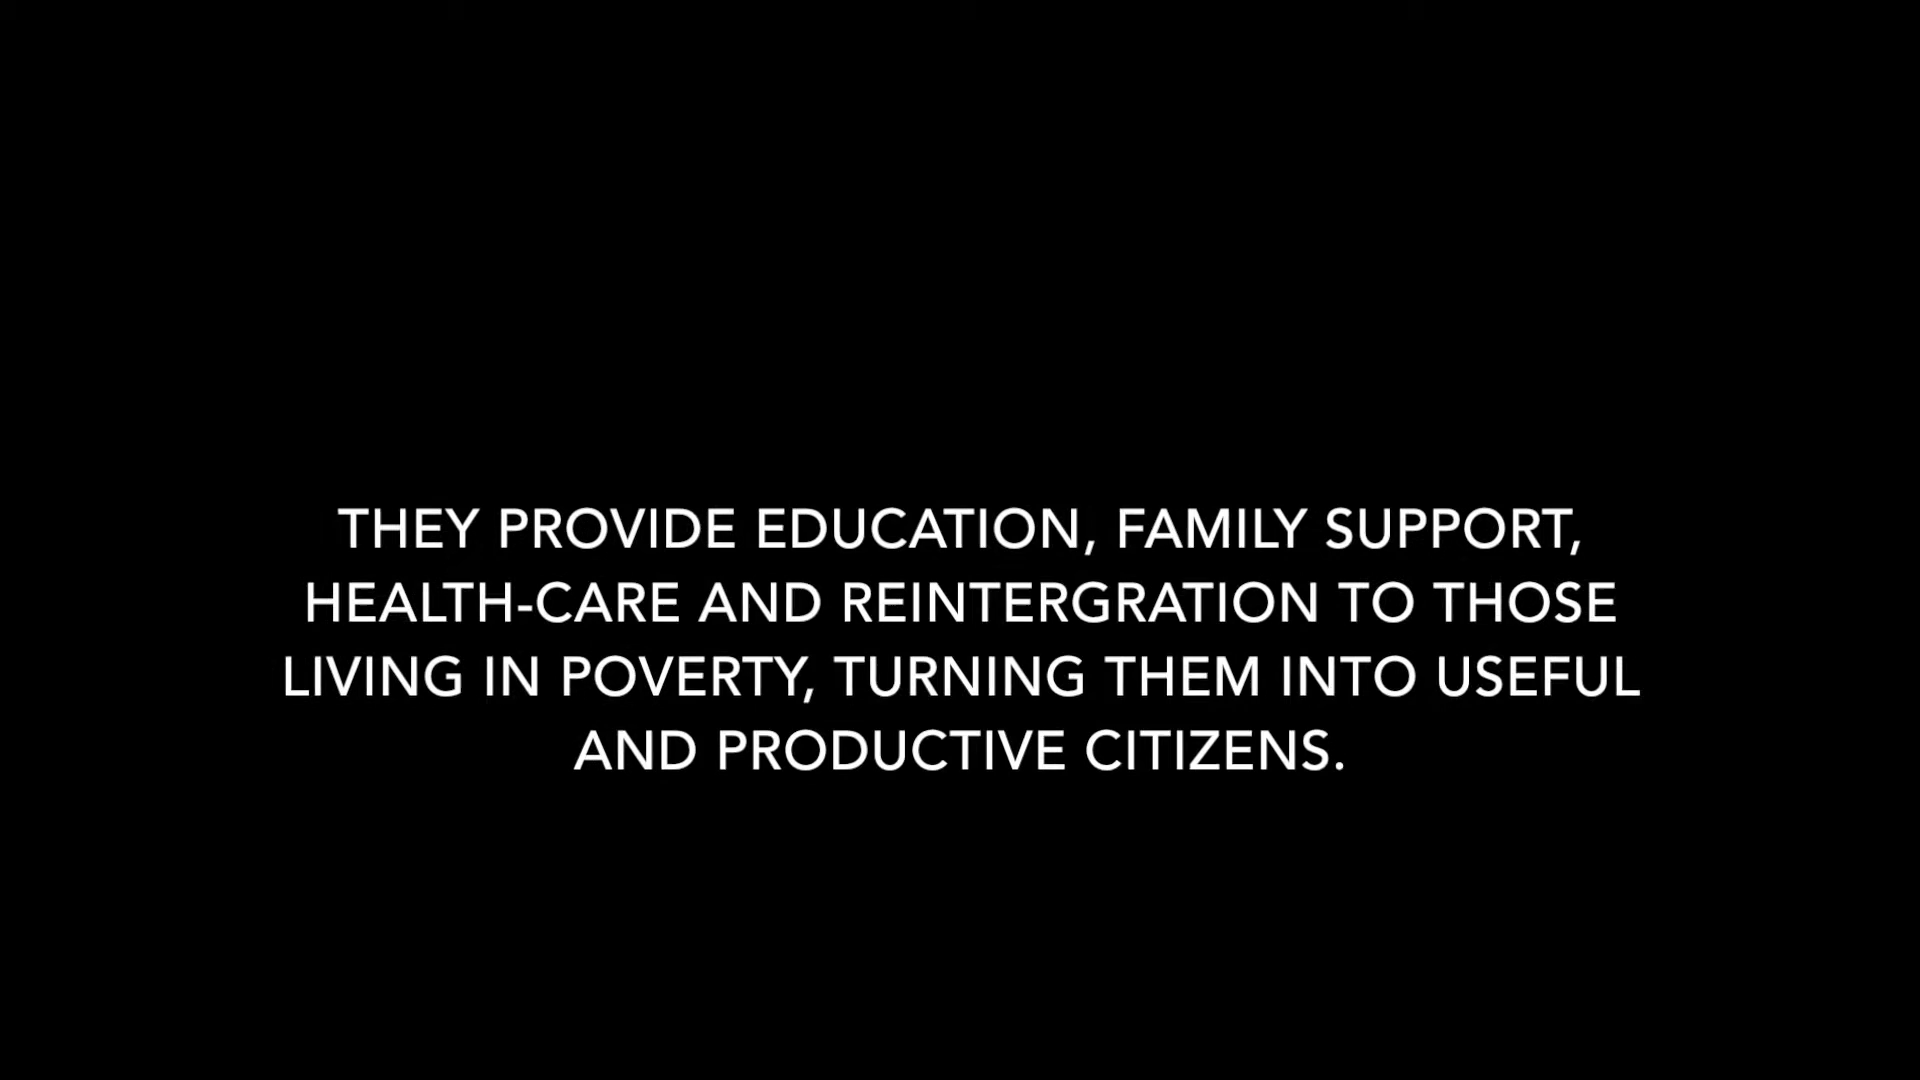 THEY PROVIDE EDUCATION, FAMILY SUPPORT,
HEALTH-CARE AND REINTERGRATION TO THOSE
LIVING IN POVERTY, TURNING THEM INTO USEFUL
AND PRODUCTIVE CITIZENS.